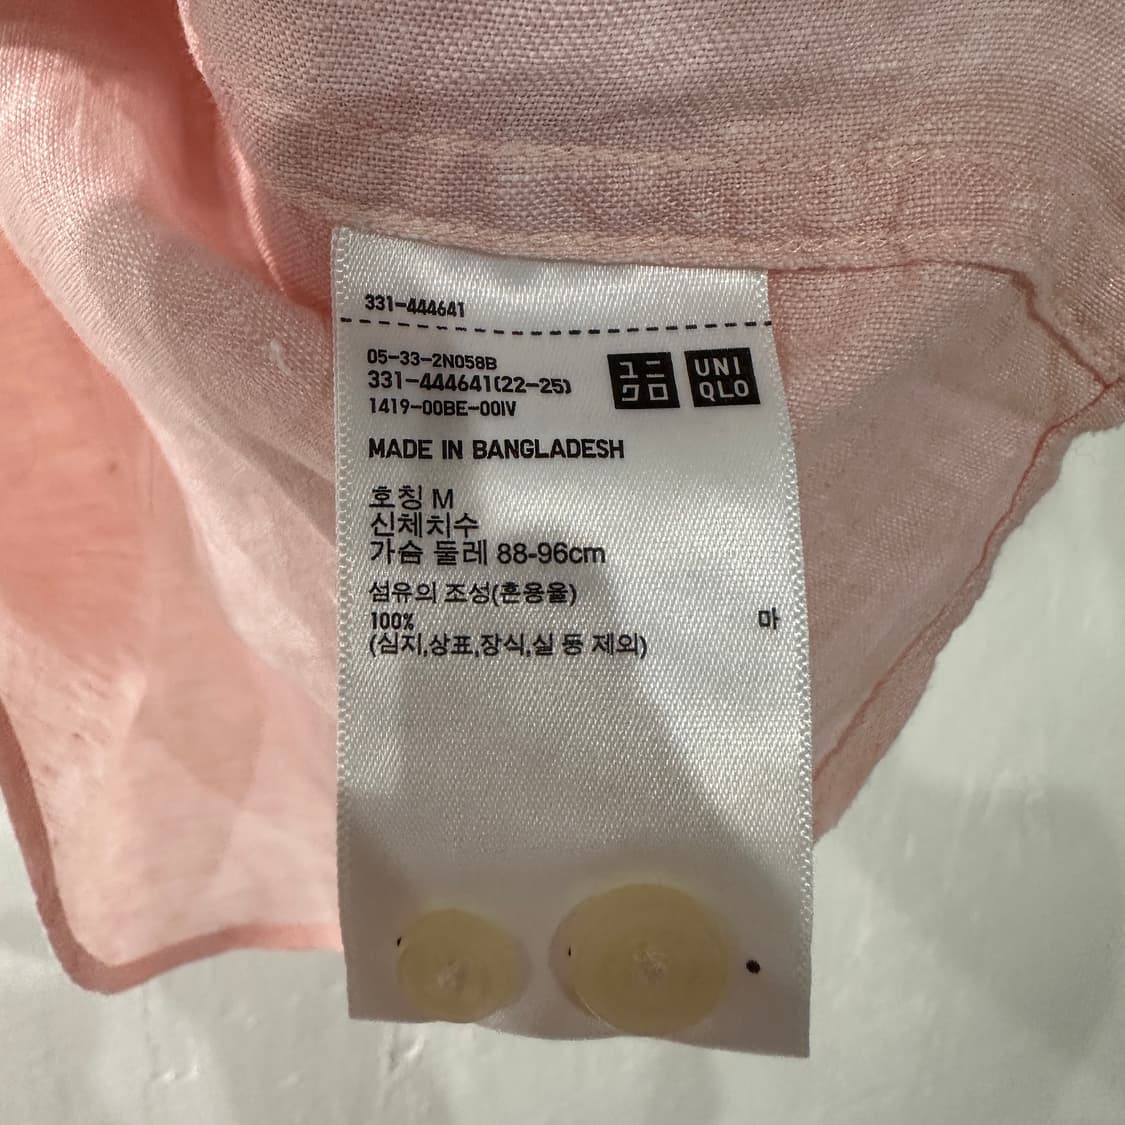 331-444641
05-33-2N058B
331-444641(22-25)
1419-00BE-00IV
ユニ
クロ
UNI
QLO
MADE IN BANGLADESH
호칭 M
신체치수
가슴 둘레 88-96cm
섬유의 조성(혼용율)
100% 마
(심지,상표,장식,실 등 제외)